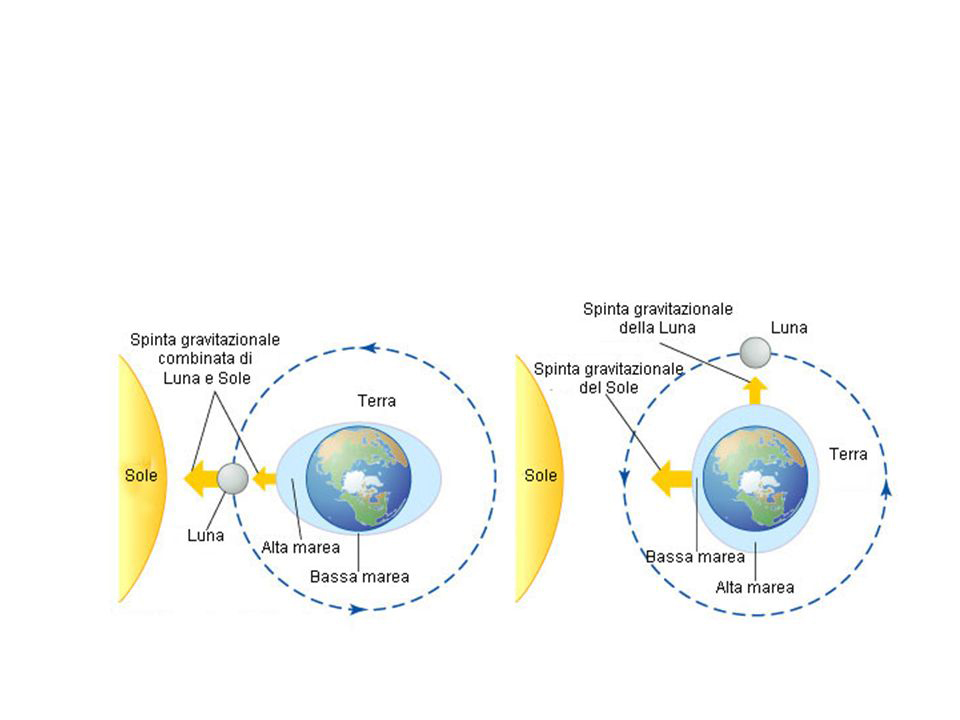 Spinta gravitazionale
combinata di
Luna e Sole
Terra
Sole
Luna
Alta marea
Bassa marea
Spinta gravitazionale
della Luna
Luna
Spinta gravitazionale
del Sole
Terra
Sole
Bassa marea
Alta marea